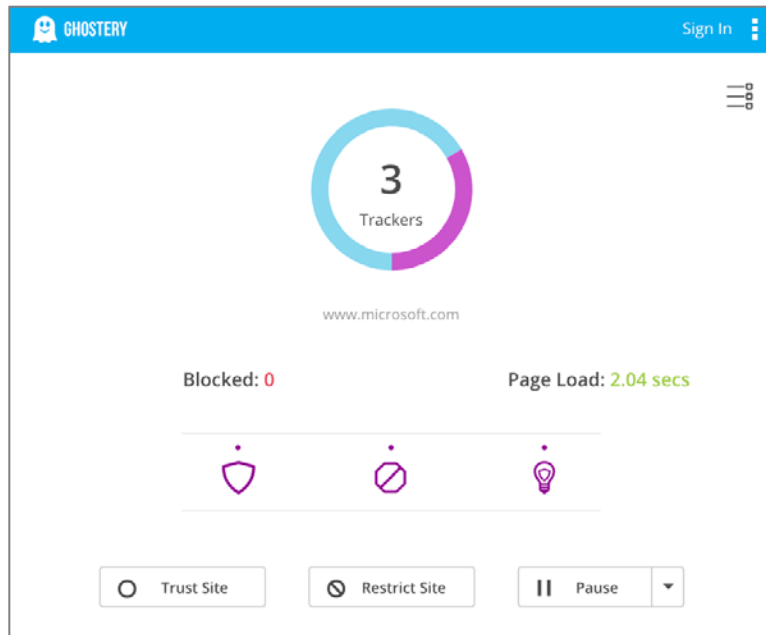 GHOSTERY
Sign In
3
Trackers
www.microsoft.com
Blocked: 0
Page Load: 2.04 secs
Trust Site
Restrict Site
Pause